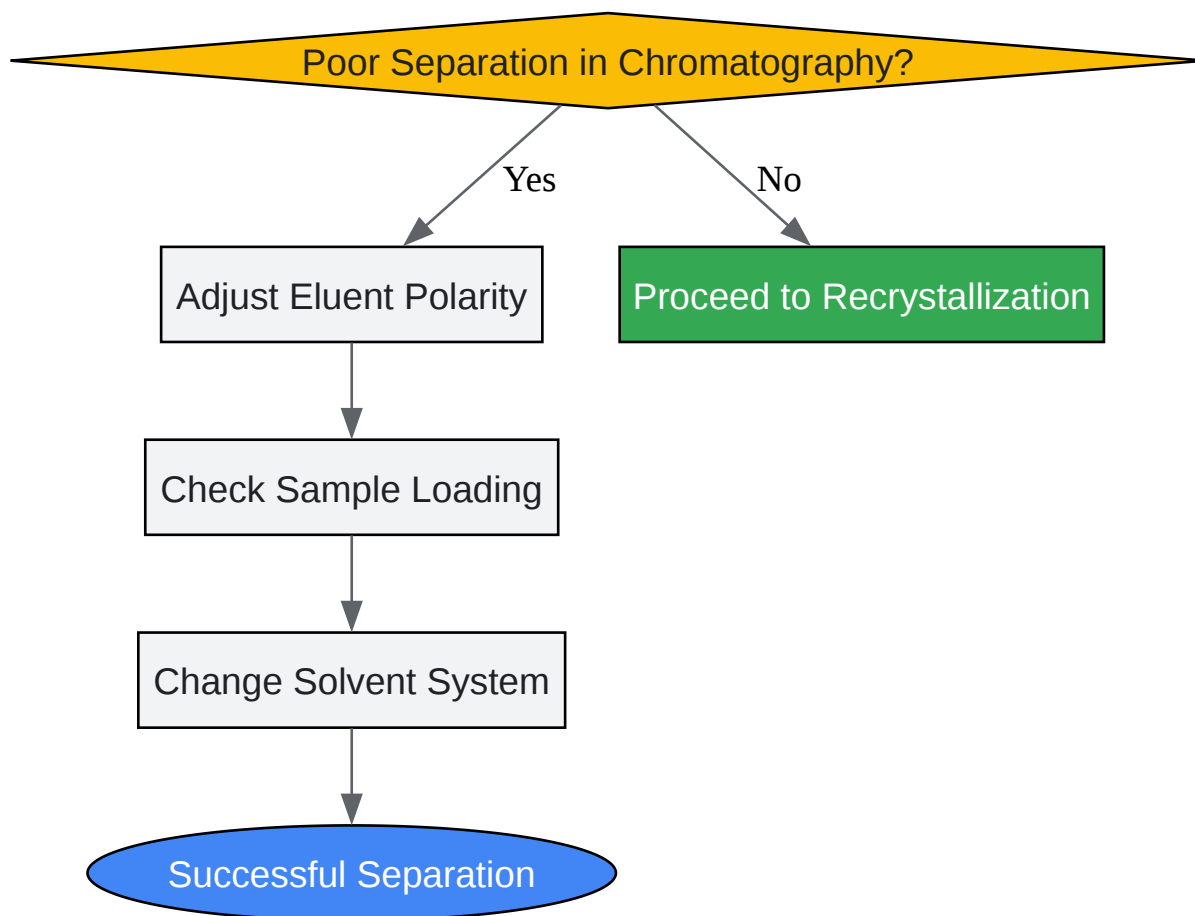 Poor Separation in Chromatography?
Yes
No
Adjust Eluent Polarity
Proceed to Recrystallization
Check Sample Loading
Change Solvent System
Successful Separation